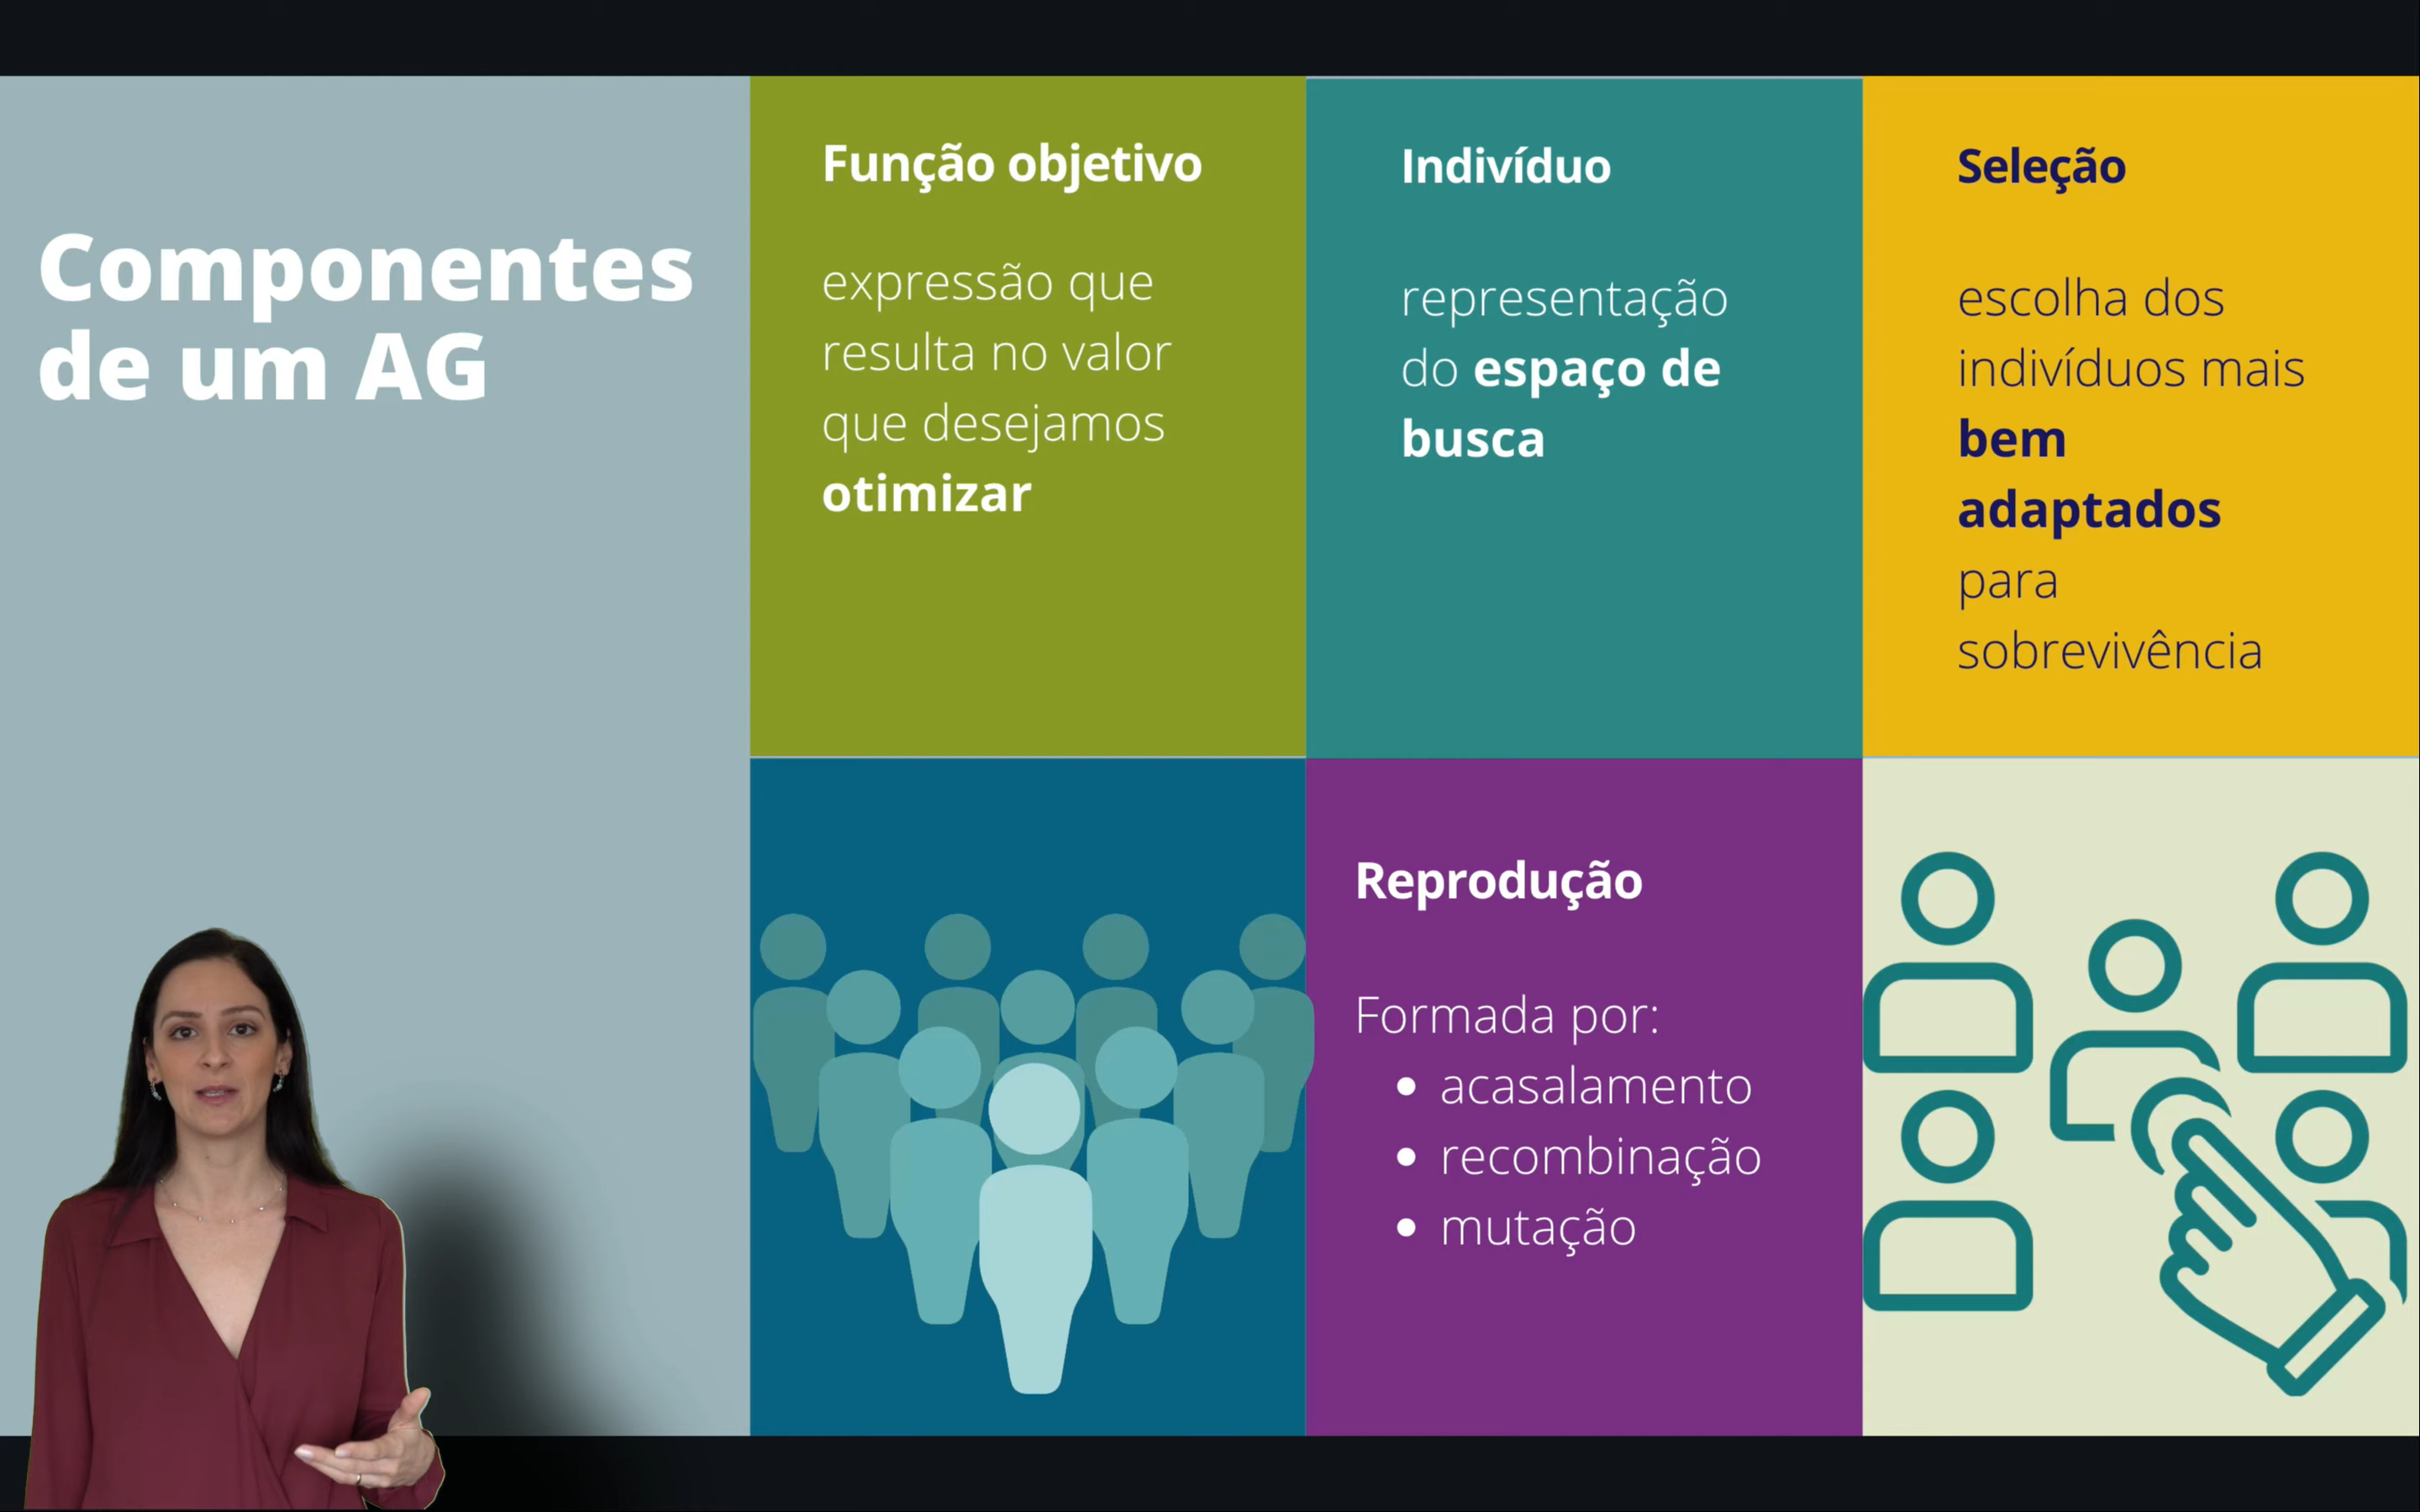 Componentes
de um AG
Função objetivo
expressão que
resulta no valor
que desejamos
otimizar
Indivíduo
representação
do espaço de
busca
Seleção
escolha dos
indivíduos mais
bem
adaptados
para
sobrevivência
Reprodução
Formada por:
• acasalamento
• recombinação
• mutação